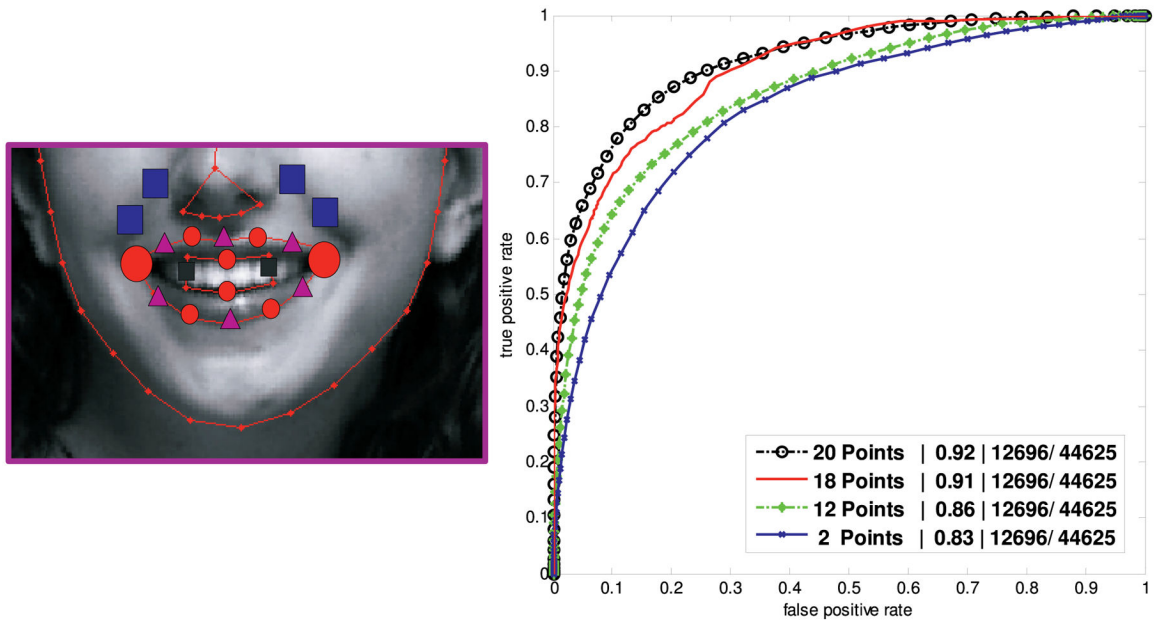 1
0.9
0.8
0.7
0.6
0.5
0.4
0.3
0.2
0.1
0
true positive rate
20 Points | 0.92 | 12696/ 44625
18 Points | 0.91 | 12696/ 44625
12 Points | 0.86 | 12696/ 44625
2 Points | 0.83 | 12696/ 44625
0 0.1 0.2 0.3 0.4 0.5 0.6 0.7 0.8 0.9 1
false positive rate